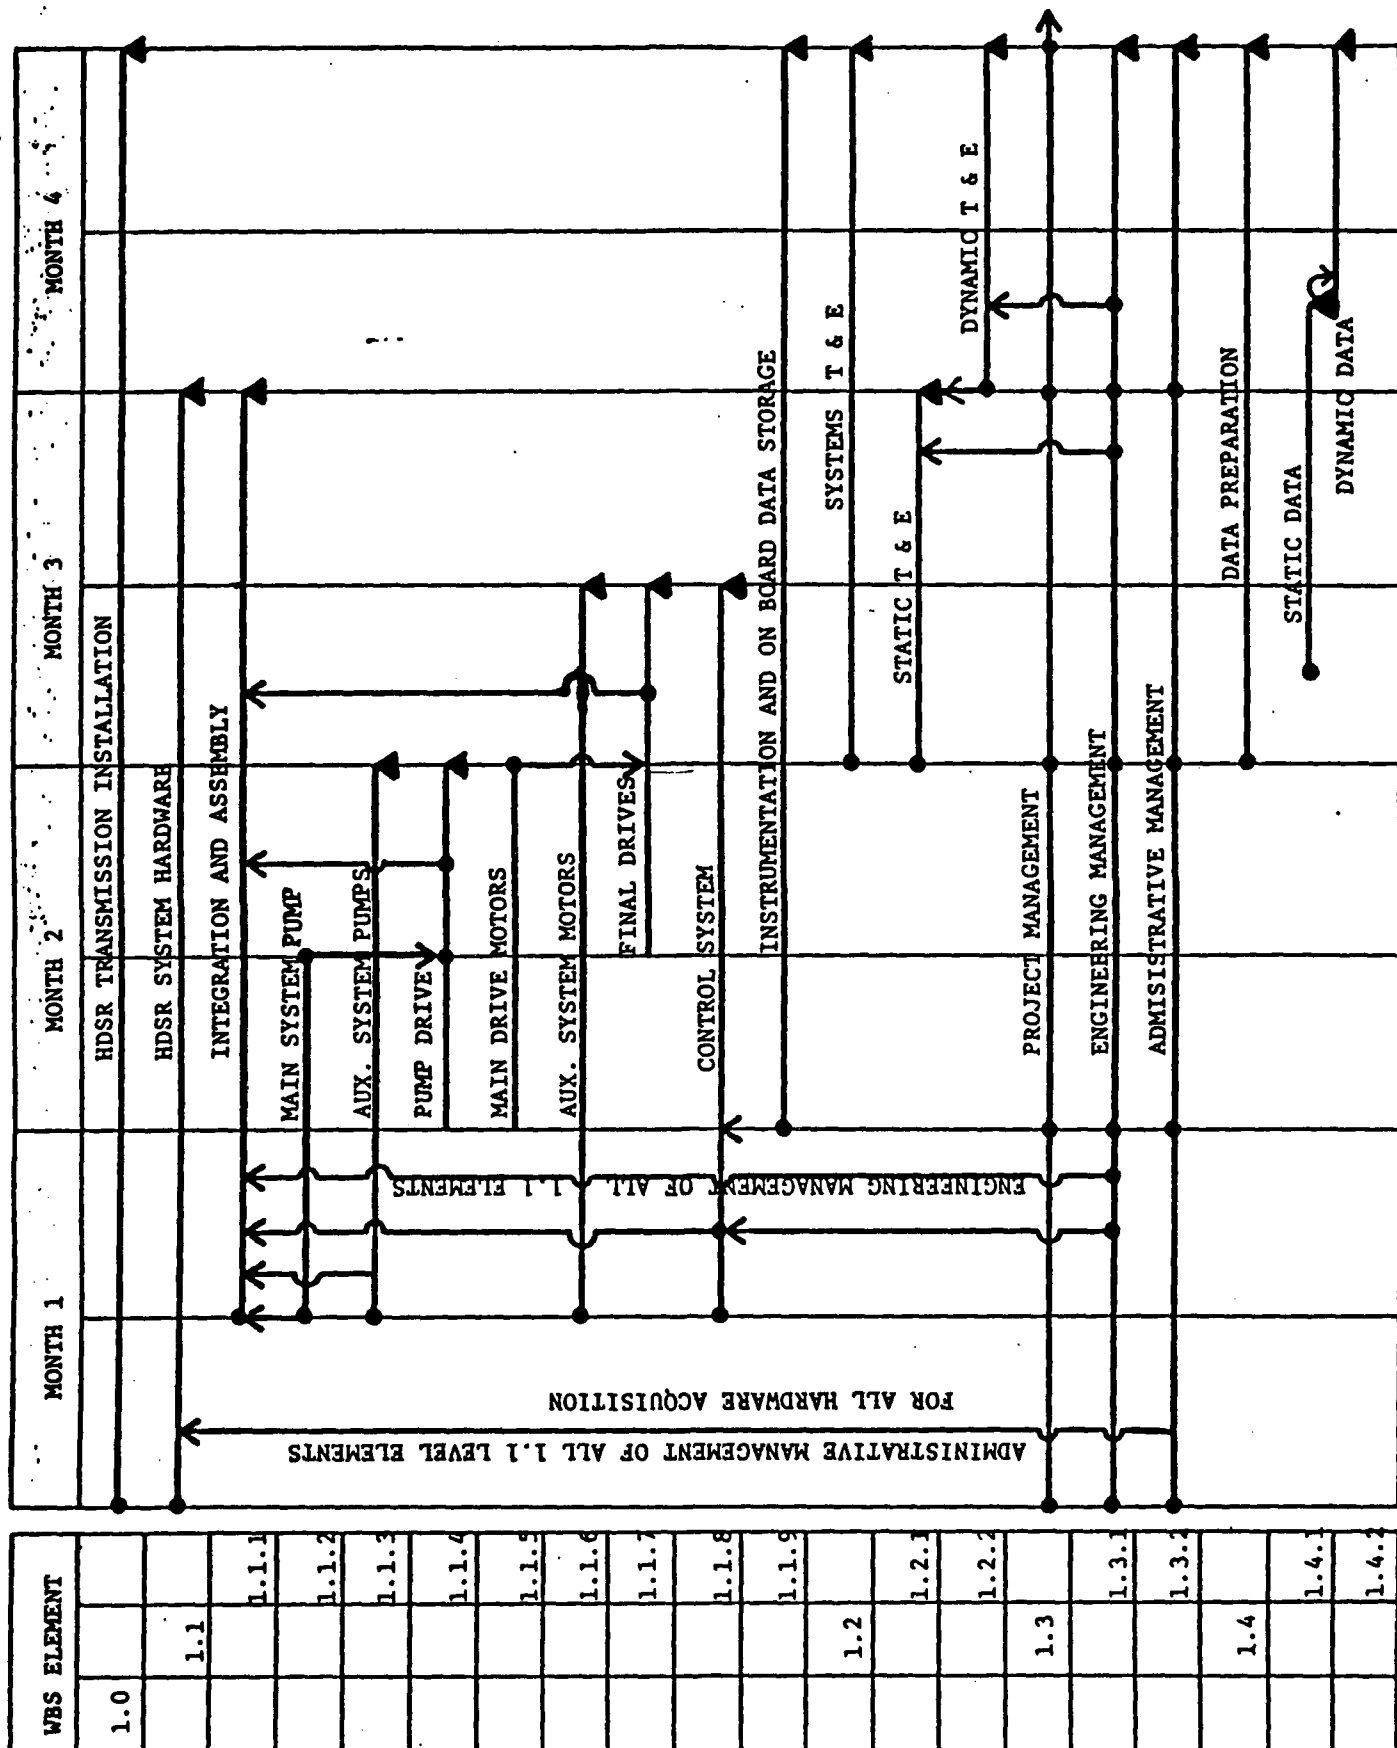 WBS ELEMENT
MONTH 1
MONTH 2
MONTH 3
MONTH 4
1.0
HDSR TRANSMISSION INSTALLATION
1.1
HDSR SYSTEM HARDWARE
1.1.1
INTEGRATION AND ASSEMBLY
1.1.2
MAIN SYSTEM PUMP
1.1.3
AUX. SYSTEM PUMPS
1.1.4
PUMP DRIVE
1.1.5
MAIN DRIVE MOTORS
1.1.6
AUX. SYSTEM MOTORS
1.1.7
FINAL DRIVES
1.1.8
CONTROL SYSTEM
1.1.9
INSTRUMENTATION AND ON BOARD DATA STORAGE
1.2
SYSTEMS T & E
1.2.1
STATIC T & E
1.2.2
DYNAMIC T & E
1.3
PROJECT MANAGEMENT
1.3.1
ENGINEERING MANAGEMENT
1.3.2
ADMISISTRATIVE MANAGEMENT
1.4
DATA PREPARATION
1.4.1
STATIC DATA
1.4.2
DYNAMIC DATA
ADMINISTRATIVE MANAGEMENT OF ALL 1.1 LEVEL ELEMENTS
FOR ALL HARDWARE ACQUISITION
ENGINEERING MANAGEMENT OF ALL 1.1 ELEMENTS